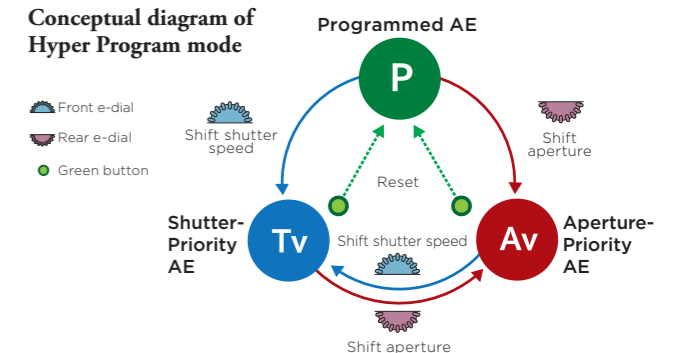 Conceptual diagram of
Hyper Program mode
Programmed AE
P
Front e-dial
Rear e-dial
Green button
Shift shutter
speed
Shift
aperture
Reset
Shutter-
Priority
AE
Tv
Shift shutter speed
Av
Aperture-
Priority
AE
Shift aperture